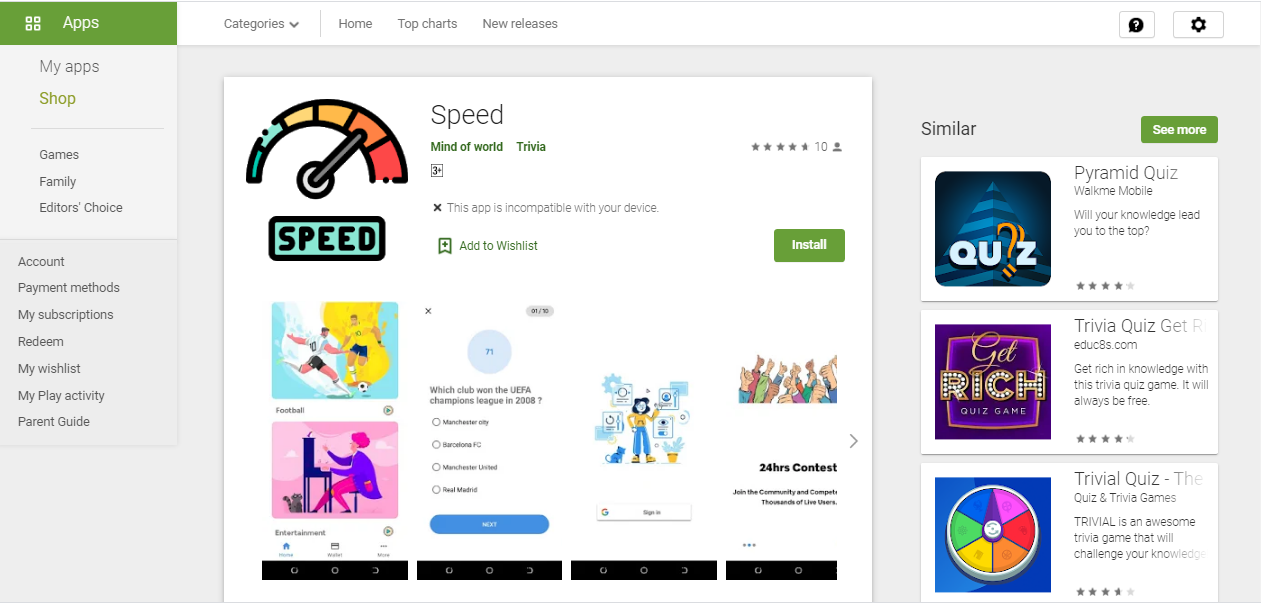 Apps
Categories
Home
Top charts
New releases
My apps
Shop
Games
Family
Editors' Choice
Account
Payment methods
My subscriptions
Redeem
My wishlist
My Play activity
Parent Guide
SPEED
Speed
Mind of world Trivia
10
3+
This app is incompatible with your device.
Add to Wishlist
Install
Football
Entertainment
Home
Wallet
More
01 / 10
71
Which club won the UEFA
champions league in 2008 ?
Manchester city
Barcelona FC
Manchester United
Real Madrid
NEXT
G Sign in
24hrs Contest
Join the Community and Compete
Thousands of Live Users.
Similar
See more
QUIZ
Pyramid Quiz
Walkme Mobile
Will your knowledge lead
you to the top?
Get
RICH
QUIZ GAME
Trivia Quiz Get R
educ8s.com
Get rich in knowledge with
this trivia quiz game. It will
always be free.
Trivial Quiz - The
Quiz & Trivia Games
TRIVIAL is an awesome
trivia game that will
challenge your knowledge